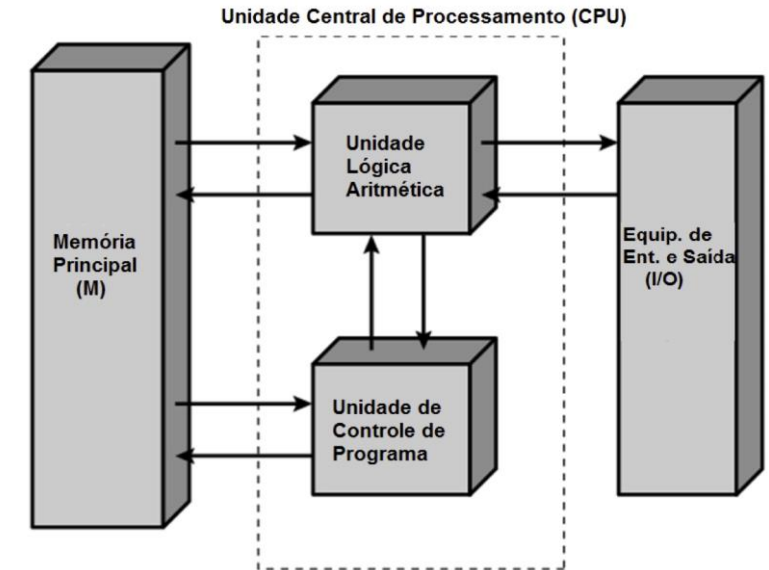 Unidade Central de Processamento (CPU)
Unidade
Lógica
Aritmética
Memória
Principal
(M)
Equip. de
Ent. e Saída
(I/O)
Unidade de
Controle de
Programa